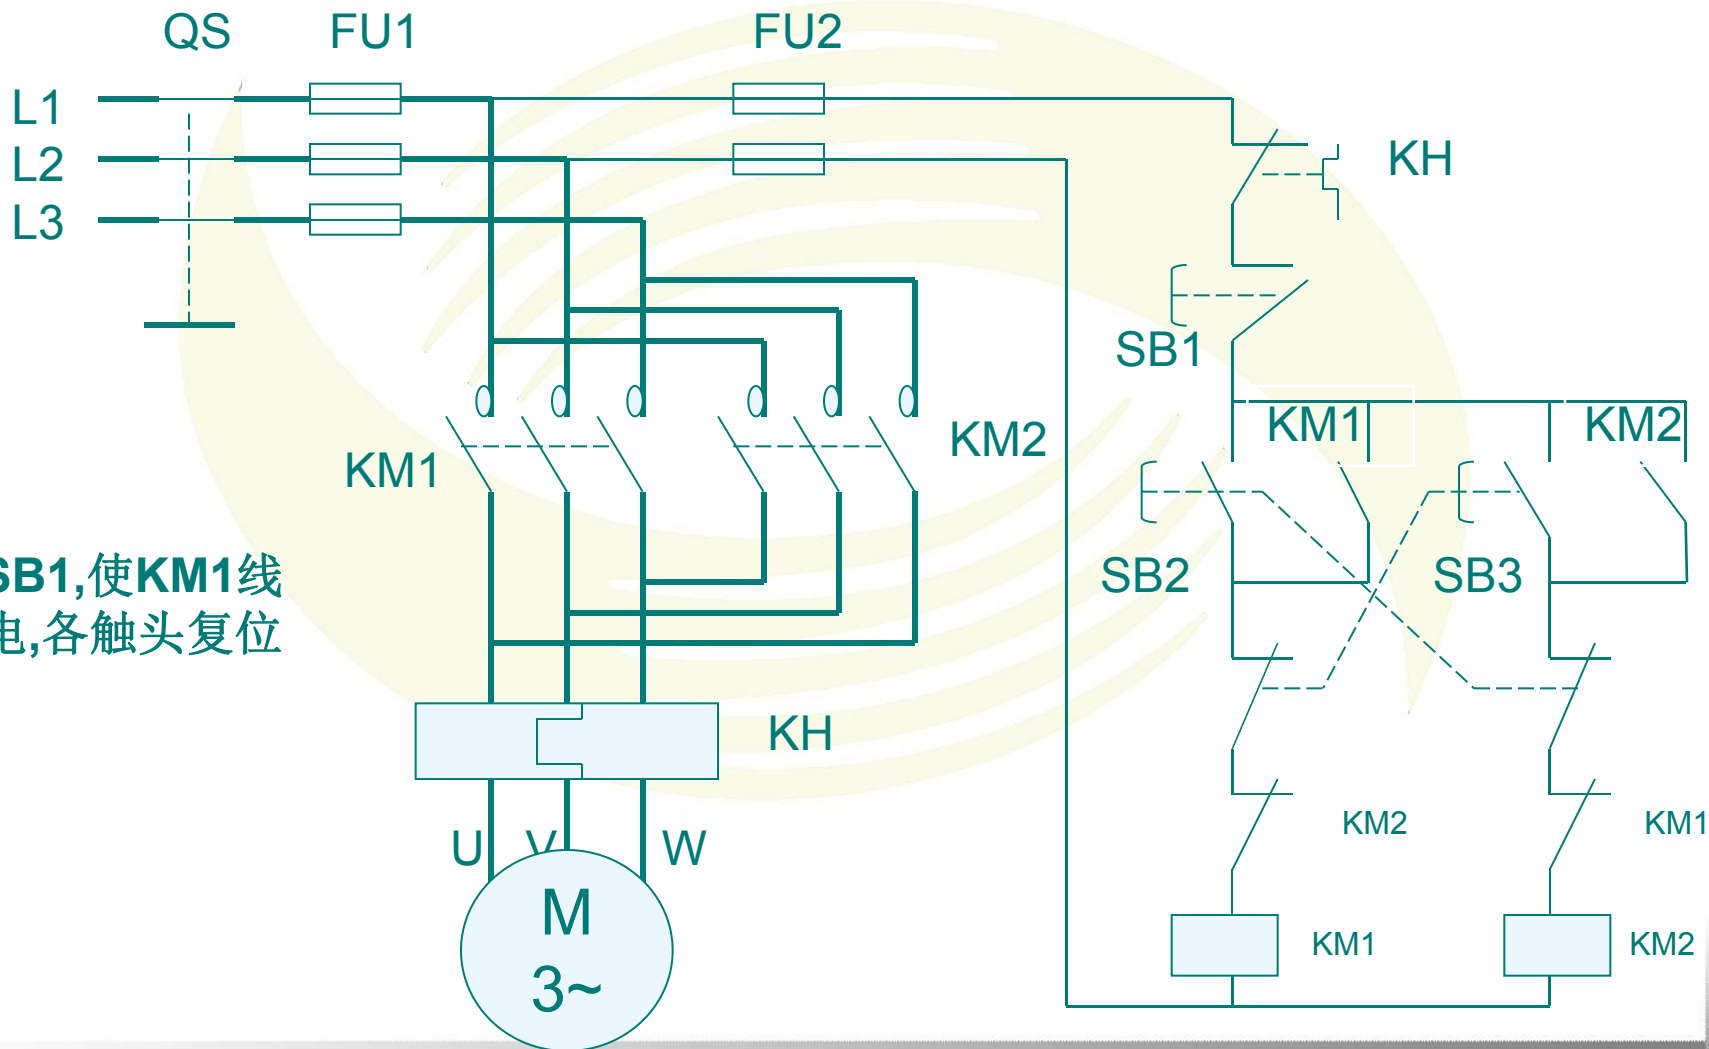 QS
FU1
FU2
L1
L2
L3
KH
SB1
KM1
KM2
KM1
KM2
SB2
SB3
SB1,使KM1线
电,各触头复位
KH
U
V
W
KM2
KM1
M
3~
KM1
KM2